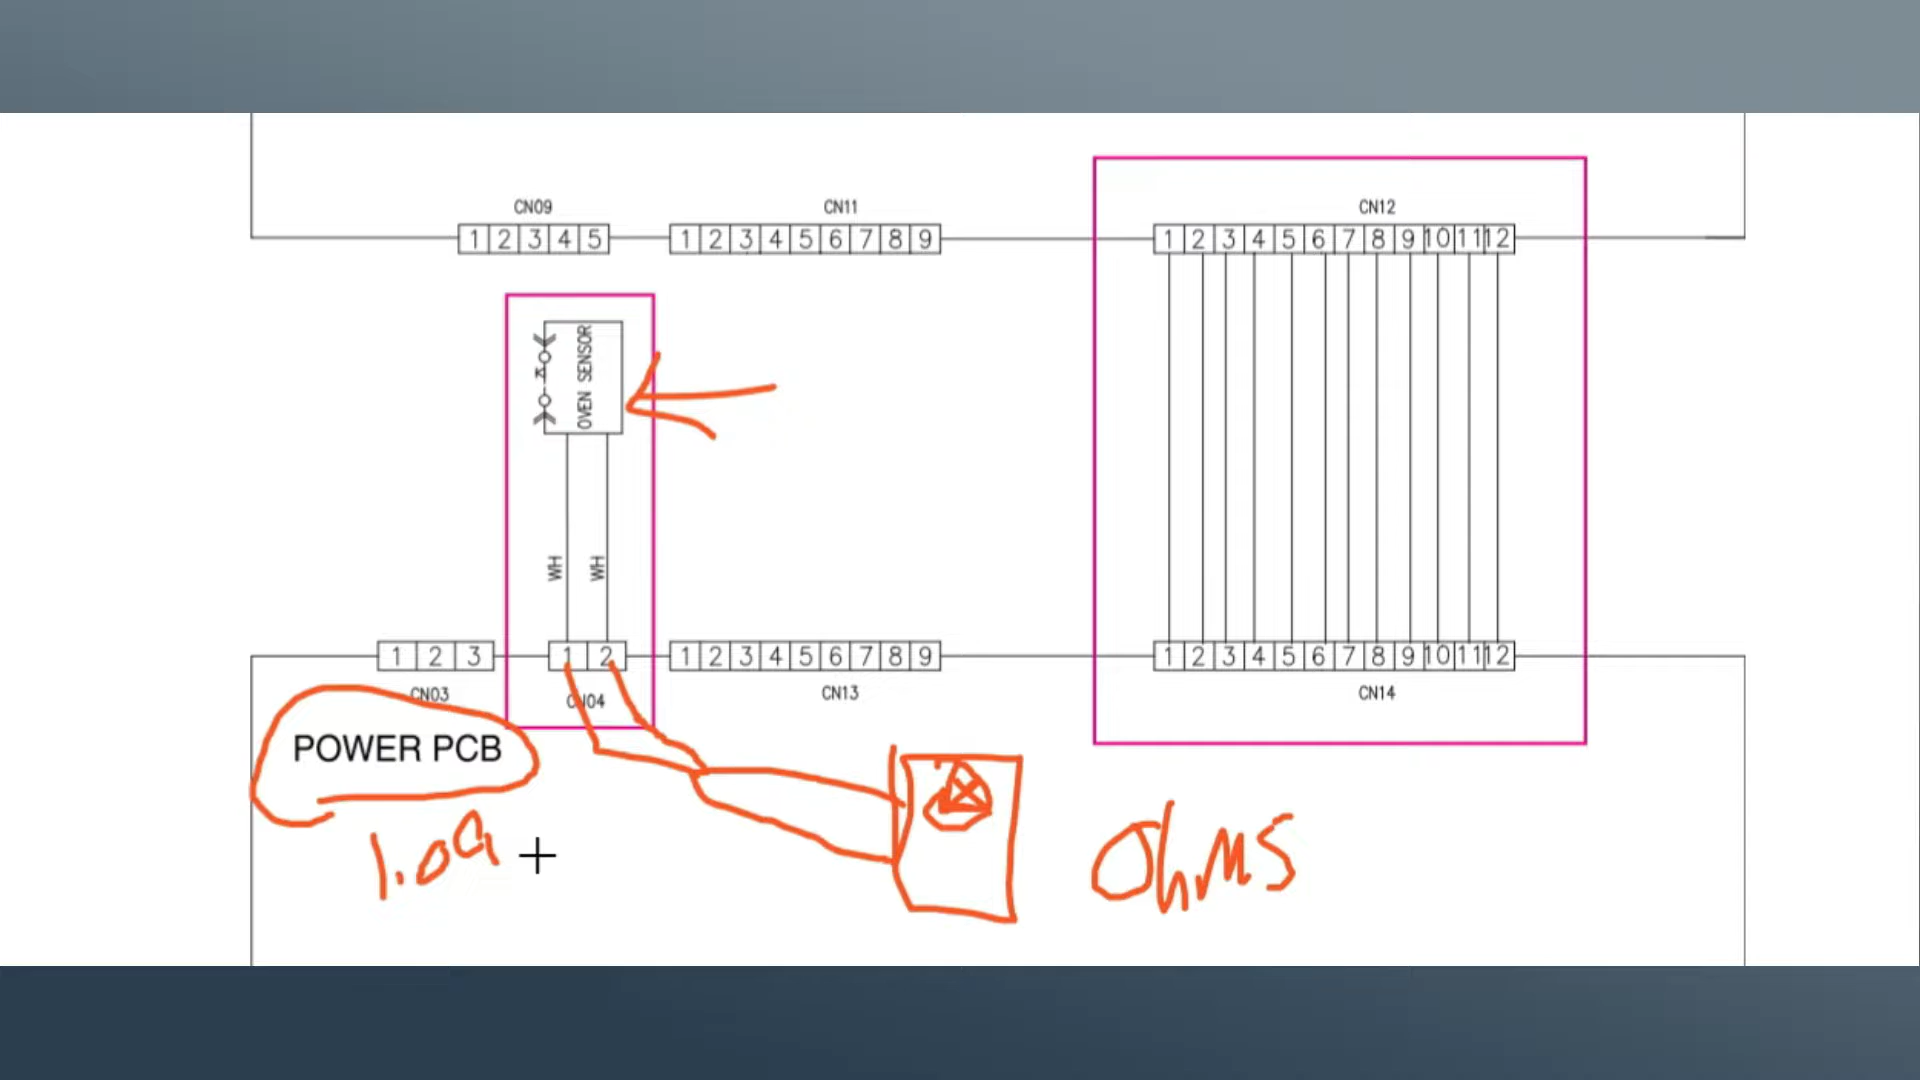 CN09 CN11 CN12
1 2 3 4 5 1 2 3 4 5 6 7 8 9 1 2 3 4 5 6 7 8 9 10 11 12
OVEN SENSOR
WH WH
1 2 3 1 2 1 2 3 4 5 6 7 8 9 1 2 3 4 5 6 7 8 9 10 11 12
CN03 CN04 CN13 CN14
POWER PCB
1.09 Ohms